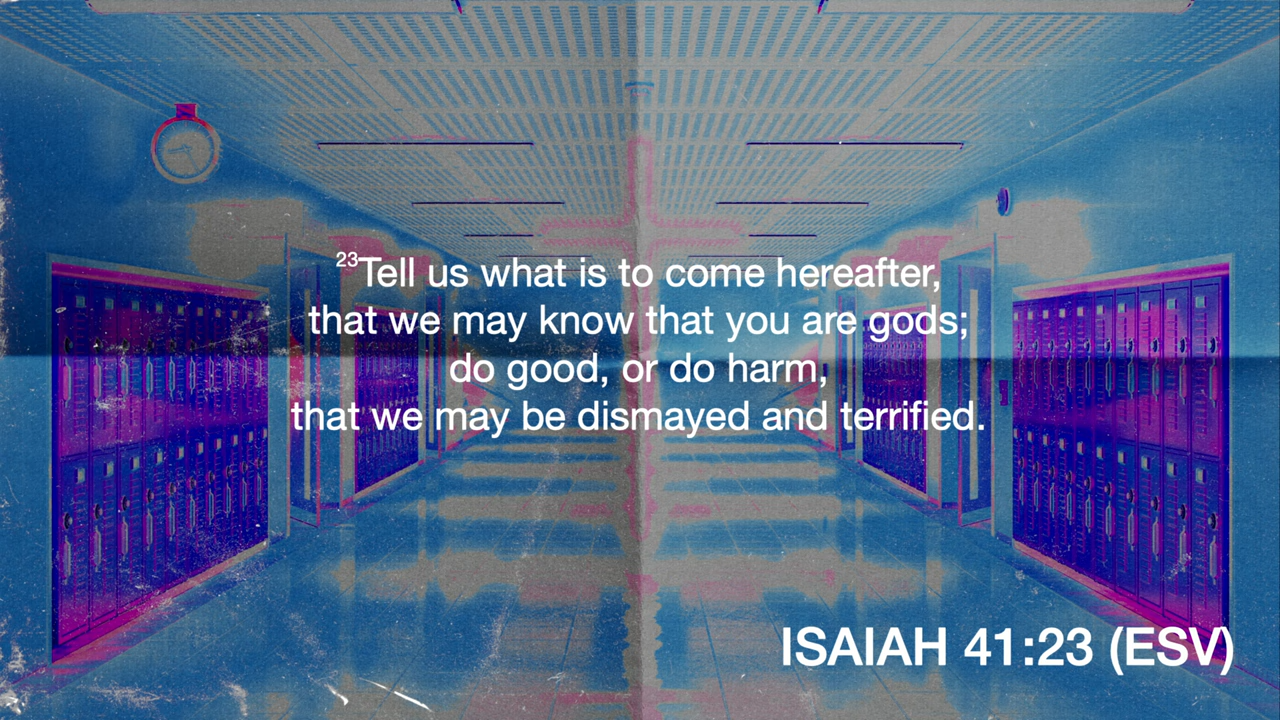 23Tell us what is to come hereafter,
that we may know that you are gods;
do good, or do harm,
that we may be dismayed and terrified.
ISAIAH 41:23 (ESV)